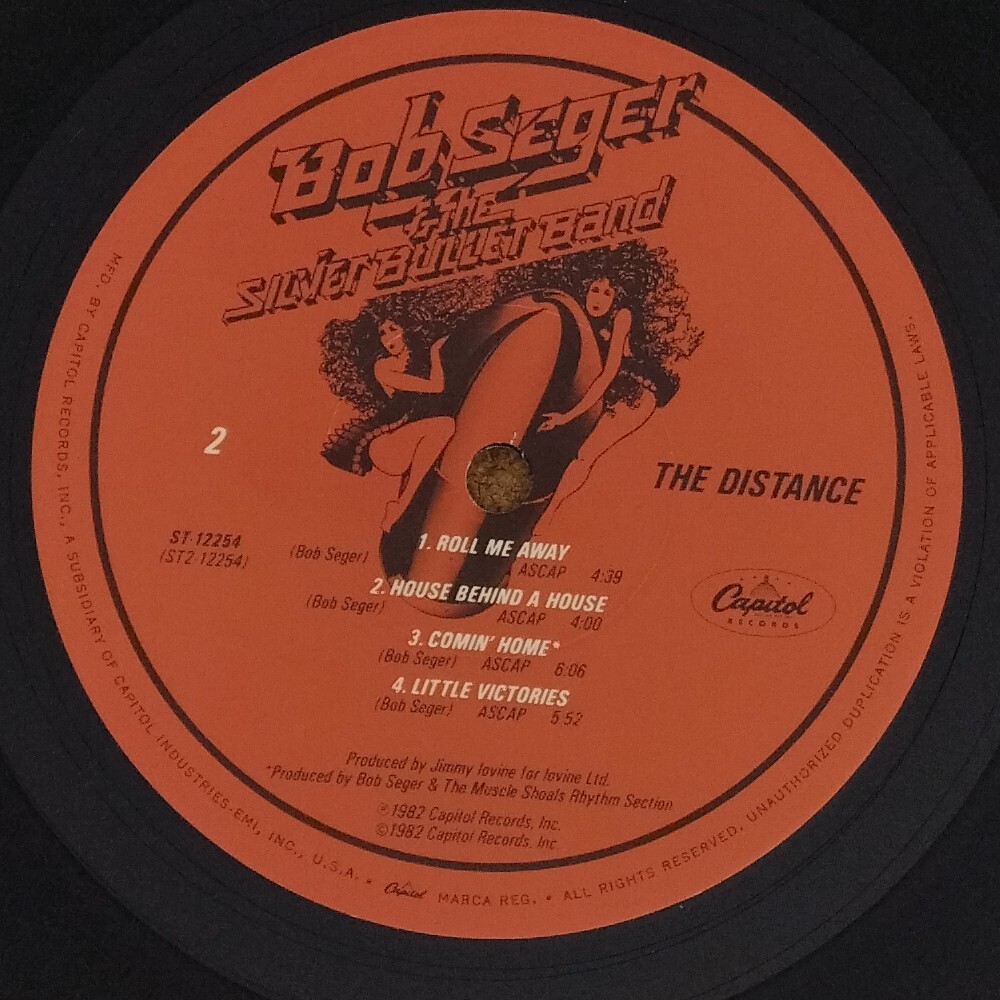 Bob Seger
& The
Silver Bullet Band
2
THE DISTANCE
ST-12254
(ST2-12254)
1. ROLL ME AWAY
(Bob Seger) ASCAP 4:39
2. HOUSE BEHIND A HOUSE
(Bob Seger) ASCAP 4:00
3. COMIN' HOME*
(Bob Seger) ASCAP 6:06
4. LITTLE VICTORIES
(Bob Seger) ASCAP 5:52
Capitol
RECORDS
Produced by Jimmy Iovine for Iovine Ltd.
*Produced by Bob Seger & The Muscle Shoals Rhythm Section
℗1982 Capitol Records, Inc.
©1982 Capitol Records, Inc.
MFD. BY CAPITOL RECORDS, INC., A SUBSIDIARY OF CAPITOL INDUSTRIES-EMI, INC., U.S.A. • Capitol MARCA REG. • ALL RIGHTS RESERVED. UNAUTHORIZED DUPLICATION IS A VIOLATION OF APPLICABLE LAWS.